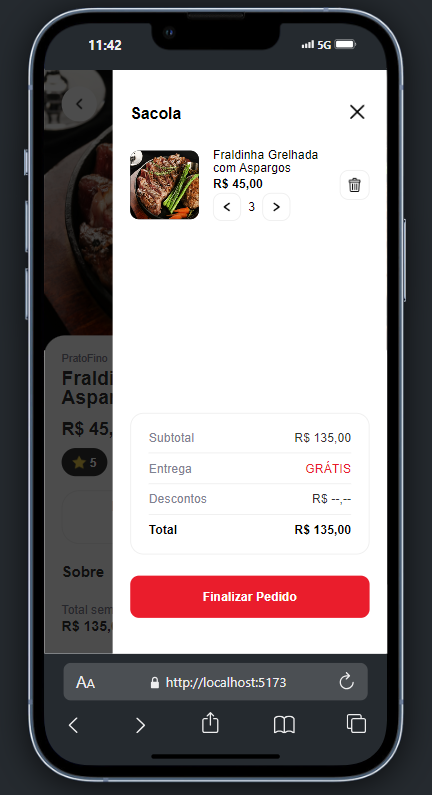 11:42
5G
Sacola
Fraldinha Grelhada
com Aspargos
R$ 45,00
3
PratoFino
Fraldi
Aspar
R$ 45,
5
Sobre
Total sem
R$ 135,
Subtotal R$ 135,00
Entrega GRÁTIS
Descontos R$ --,--
Total R$ 135,00
Finalizar Pedido
AA http://localhost:5173